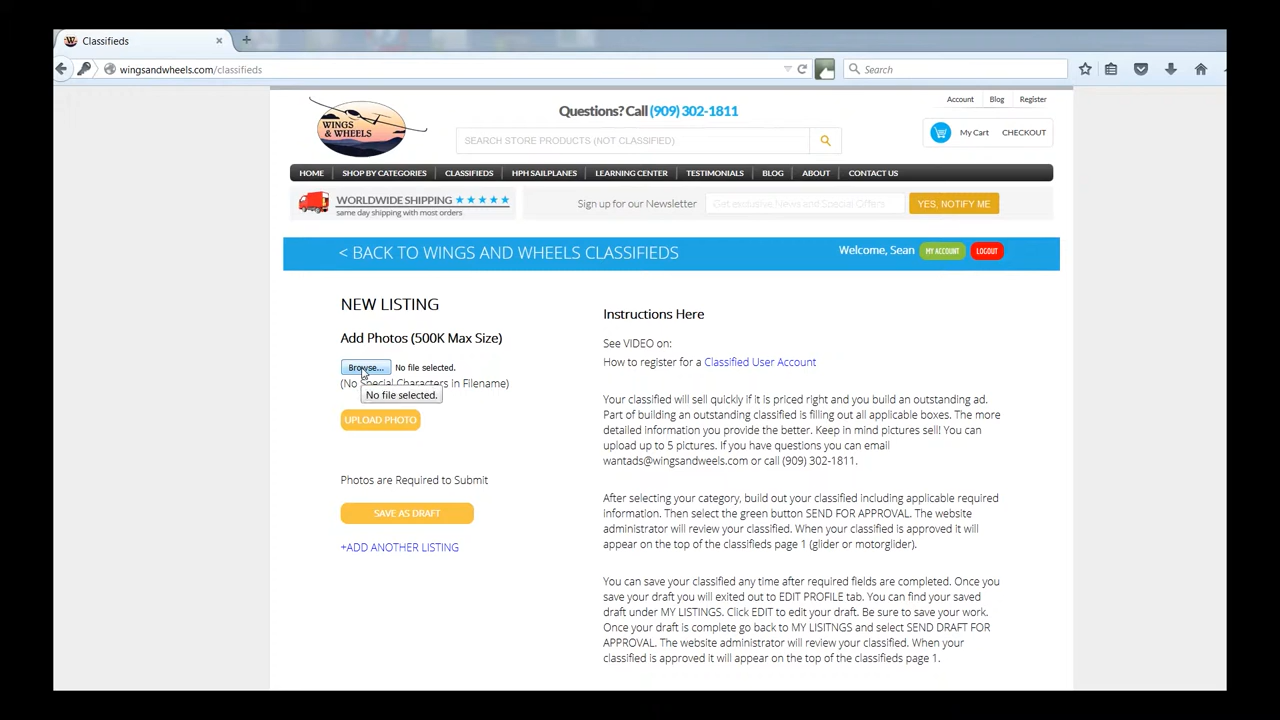 Classifieds
wingsandwheels.com/classifieds
Search
Account
Blog
Register
WINGS
& WHEELS
Questions? Call (909) 302-1811
SEARCH STORE PRODUCTS (NOT CLASSIFIED)
My Cart
CHECKOUT
HOME
SHOP BY CATEGORIES
CLASSIFIEDS
HPH SAILPLANES
LEARNING CENTER
TESTIMONIALS
BLOG
ABOUT
CONTACT US
WORLDWIDE SHIPPING
same day shipping with most orders
Sign up for our Newsletter
Get exclusive News and Special Offers
YES, NOTIFY ME
< BACK TO WINGS AND WHEELS CLASSIFIEDS
Welcome, Sean
MY ACCOUNT
LOGOUT
NEW LISTING
Add Photos (500K Max Size)
Browse...
No file selected.
(No Special Characters in Filename)
No file selected.
UPLOAD PHOTO
Photos are Required to Submit
SAVE AS DRAFT
+ADD ANOTHER LISTING
Instructions Here
See VIDEO on:
How to register for a Classified User Account
Your classified will sell quickly if it is priced right and you build an outstanding ad.
Part of building an outstanding classified is filling out all applicable boxes. The more
detailed information you provide the better. Keep in mind pictures sell! You can
upload up to 5 pictures. If you have questions you can email
wantads@wingsandweels.com or call (909) 302-1811.
After selecting your category, build out your classified including applicable required
information. Then select the green button SEND FOR APPROVAL. The website
administrator will review your classified. When your classified is approved it will
appear on the top of the classifieds page 1 (glider or motorglider).
You can save your classified any time after required fields are completed. Once you
save your draft you will exited out to EDIT PROFILE tab. You can find your saved
draft under MY LISTINGS. Click EDIT to edit your draft. Be sure to save your work.
Once your draft is complete go back to MY LISITNGS and select SEND DRAFT FOR
APPROVAL. The website administrator will review your classified. When your
classified is approved it will appear on the top of the classifieds page 1.